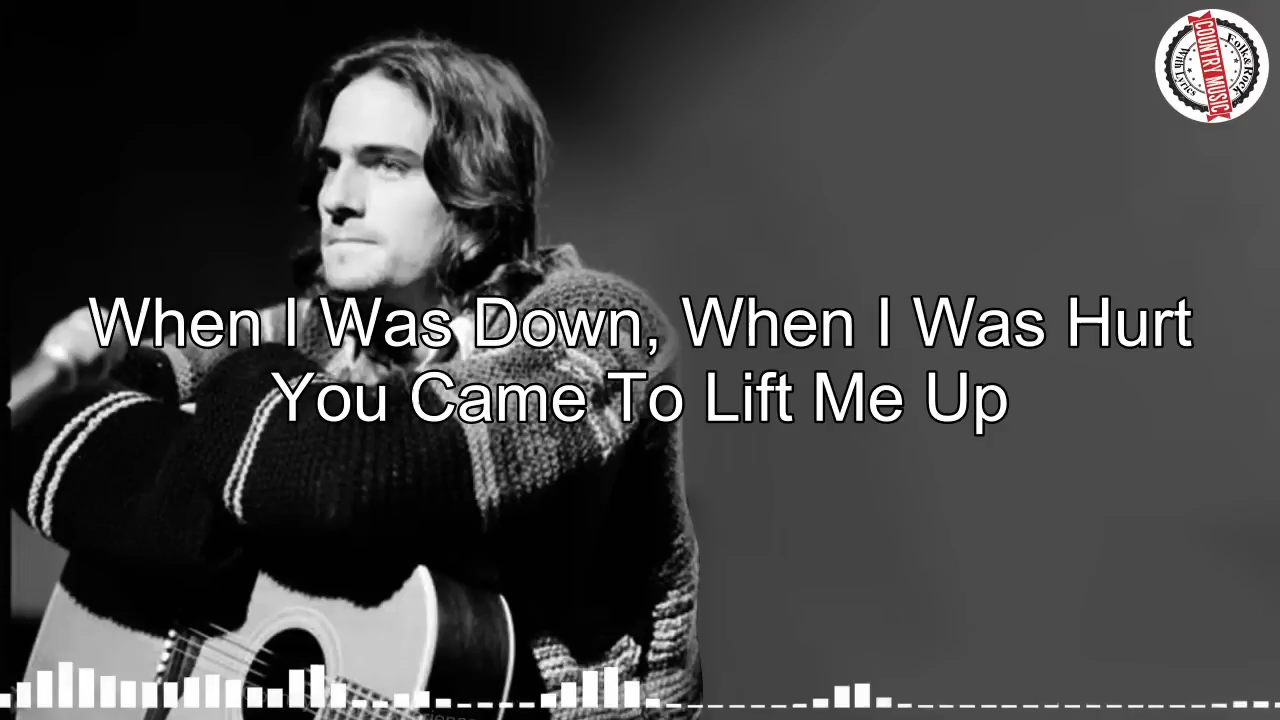 When I Was Down, When I Was Hurt
You Came To Lift Me Up
Folk&Rock
COUNTRY MUSIC
With Lyrics